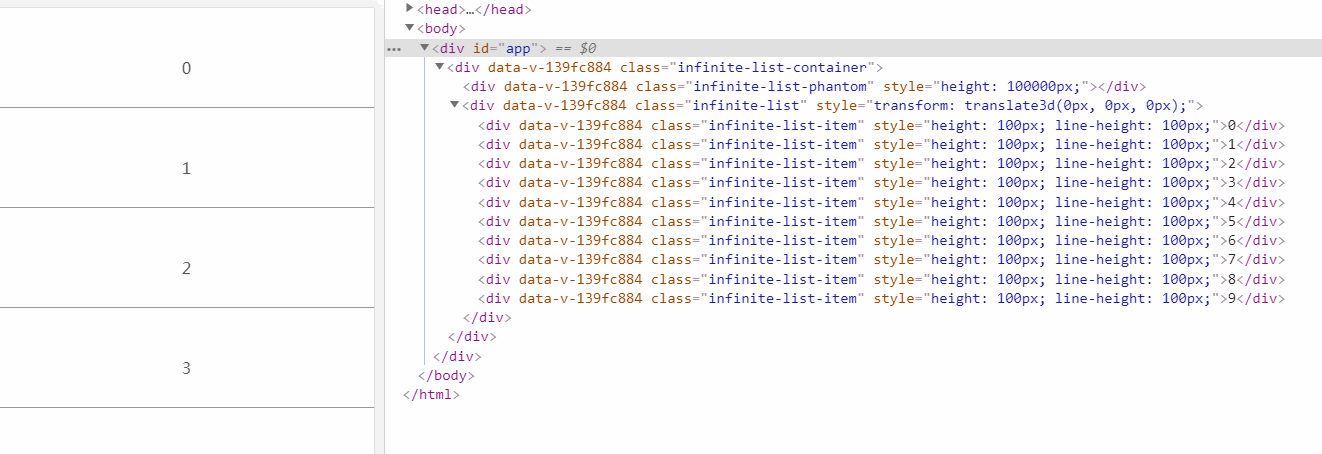 0
1
2
3
▶<head>…</head>
▼<body>
••• ▼<div id="app"> == $0
▼<div data-v-139fc884 class="infinite-list-container">
<div data-v-139fc884 class="infinite-list-phantom" style="height: 100000px;"></div>
▼<div data-v-139fc884 class="infinite-list" style="transform: translate3d(0px, 0px, 0px);">
<div data-v-139fc884 class="infinite-list-item" style="height: 100px; line-height: 100px;">0</div>
<div data-v-139fc884 class="infinite-list-item" style="height: 100px; line-height: 100px;">1</div>
<div data-v-139fc884 class="infinite-list-item" style="height: 100px; line-height: 100px;">2</div>
<div data-v-139fc884 class="infinite-list-item" style="height: 100px; line-height: 100px;">3</div>
<div data-v-139fc884 class="infinite-list-item" style="height: 100px; line-height: 100px;">4</div>
<div data-v-139fc884 class="infinite-list-item" style="height: 100px; line-height: 100px;">5</div>
<div data-v-139fc884 class="infinite-list-item" style="height: 100px; line-height: 100px;">6</div>
<div data-v-139fc884 class="infinite-list-item" style="height: 100px; line-height: 100px;">7</div>
<div data-v-139fc884 class="infinite-list-item" style="height: 100px; line-height: 100px;">8</div>
<div data-v-139fc884 class="infinite-list-item" style="height: 100px; line-height: 100px;">9</div>
</div>
</div>
</div>
</body>
</html>